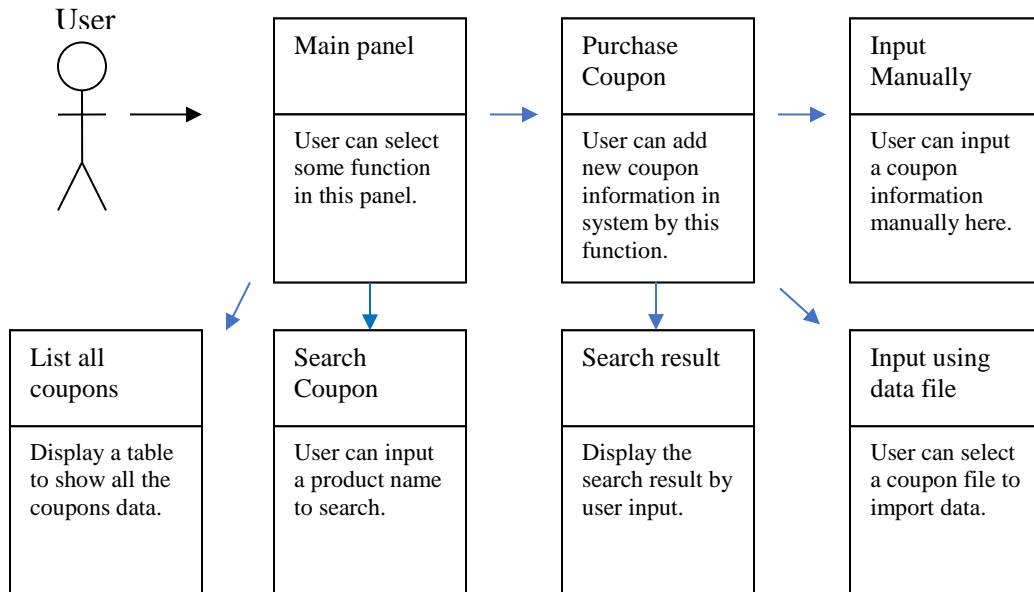 User
Main panel
User can select
some function
in this panel.
Purchase
Coupon
User can add
new coupon
information in
system by this
function.
Input
Manually
User can input
a coupon
information
manually here.
List all
coupons
Display a table
to show all the
coupons data.
Search
Coupon
User can input
a product name
to search.
Search result
Display the
search result by
user input.
Input using
data file
User can select
a coupon file to
import data.